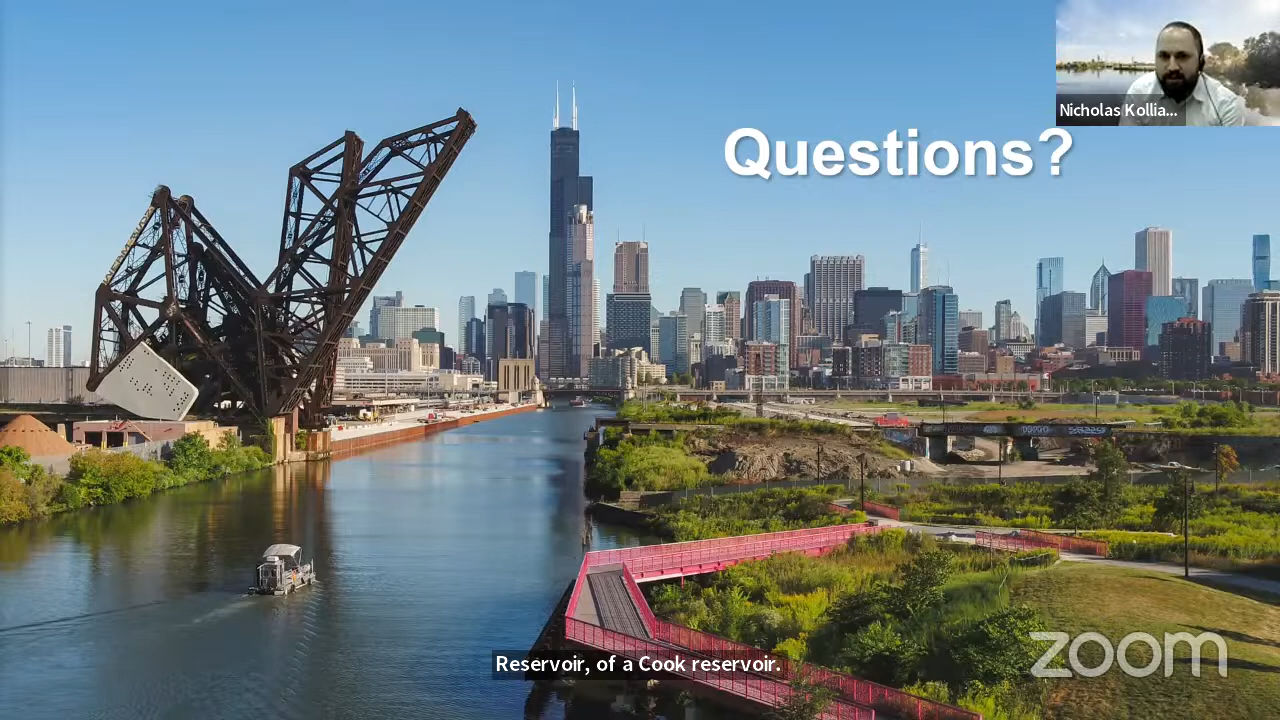 Nicholas Kollia...
Questions?
Reservoir, of a Cook reservoir.
zoom